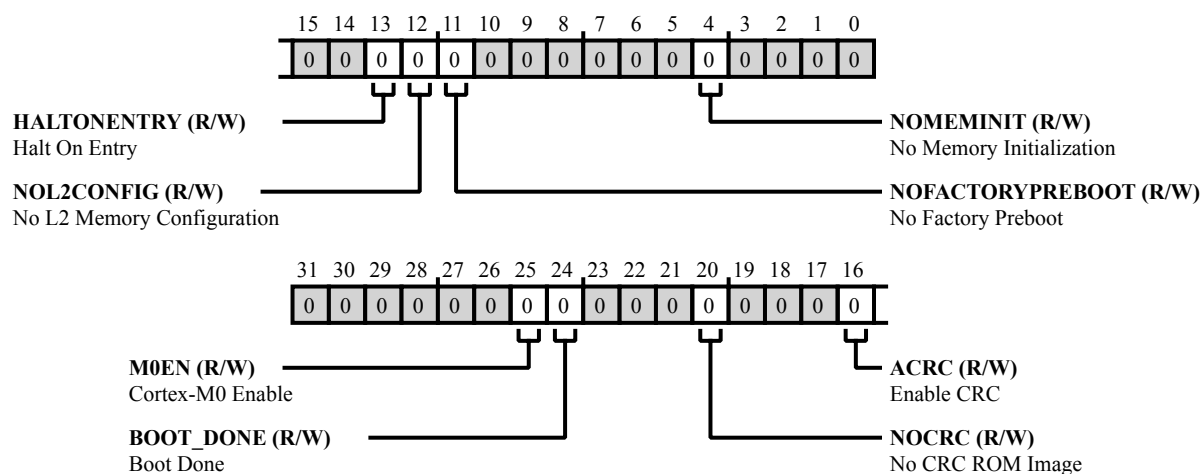 15 14 13 12 11 10 9 8 7 6 5 4 3 2 1 0
0 0 0 0 0 0 0 0 0 0 0 0 0 0 0 0
HALTONENTRY (R/W)
Halt On Entry
NOL2CONFIG (R/W)
No L2 Memory Configuration
NOMEMINIT (R/W)
No Memory Initialization
NOFACTORYPREBOOT (R/W)
No Factory Preboot
31 30 29 28 27 26 25 24 23 22 21 20 19 18 17 16
0 0 0 0 0 0 0 0 0 0 0 0 0 0 0 0
M0EN (R/W)
Cortex-M0 Enable
BOOT_DONE (R/W)
Boot Done
ACRC (R/W)
Enable CRC
NOCRC (R/W)
No CRC ROM Image